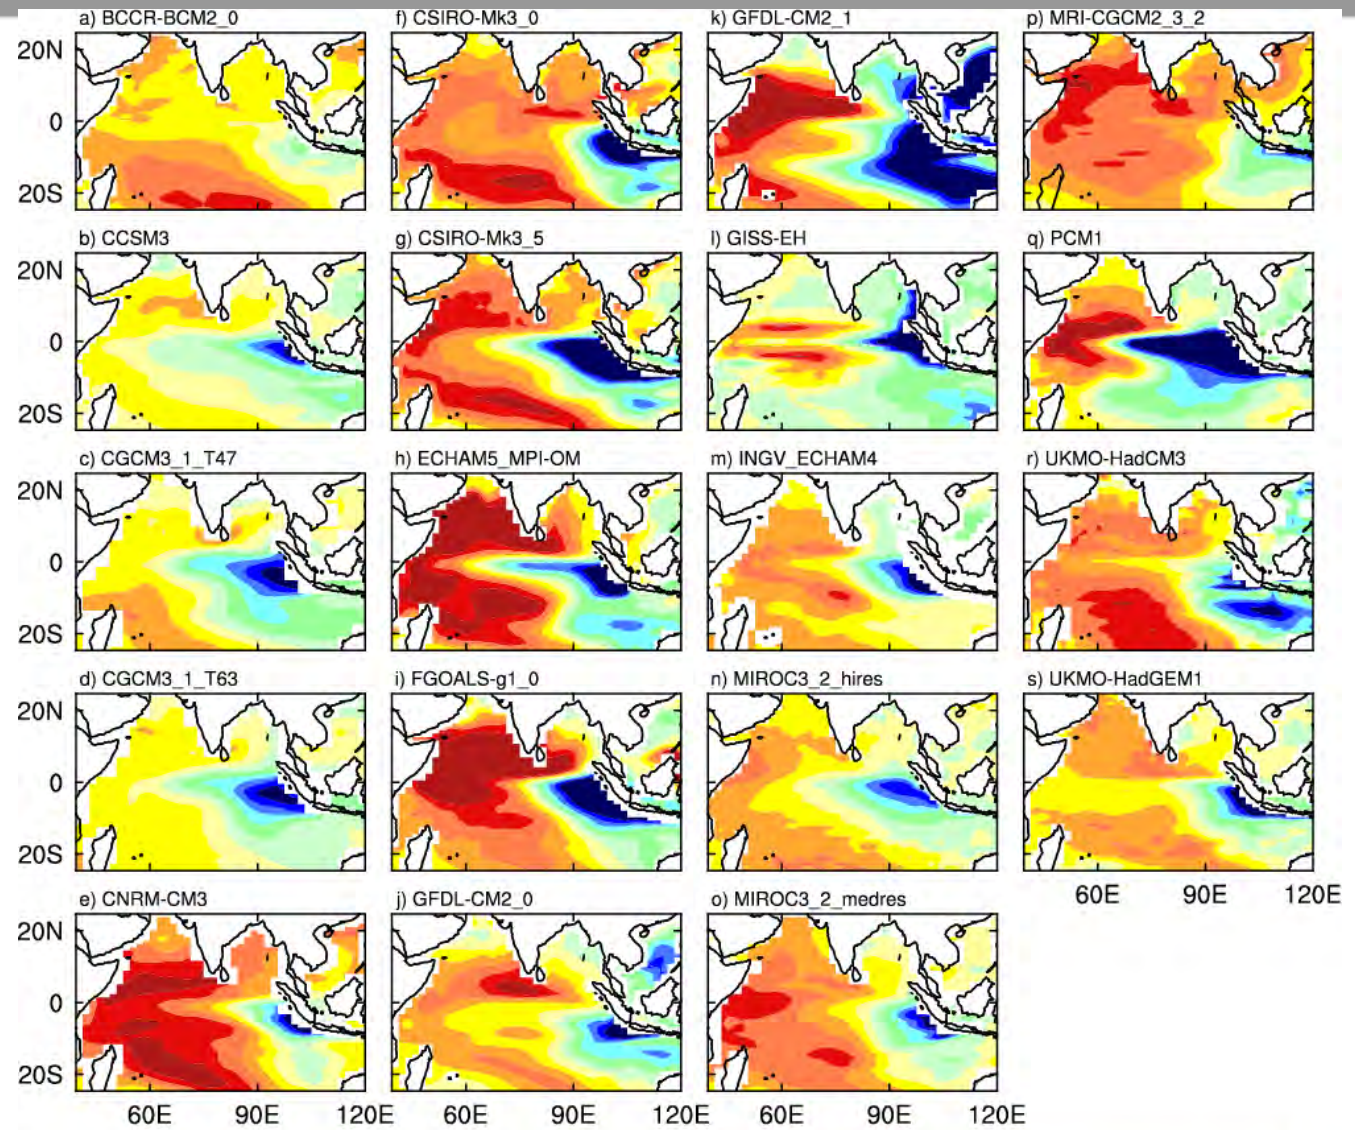 a) BCCR-BCM2_0
f) CSIRO-Mk3_0
k) GFDL-CM2_1
p) MRI-CGCM2_3_2
20N
0
20S
b) CCSM3
g) CSIRO-Mk3_5
l) GISS-EH
q) PCM1
20N
0
20S
c) CGCM3_1_T47
h) ECHAM5_MPI-OM
m) INGV_ECHAM4
r) UKMO-HadCM3
20N
0
20S
d) CGCM3_1_T63
i) FGOALS-g1_0
n) MIROC3_2_hires
s) UKMO-HadGEM1
20N
0
20S
60E 90E 120E
e) CNRM-CM3
j) GFDL-CM2_0
o) MIROC3_2_medres
20N
0
20S
60E 90E 120E 60E 90E 120E 60E 90E 120E